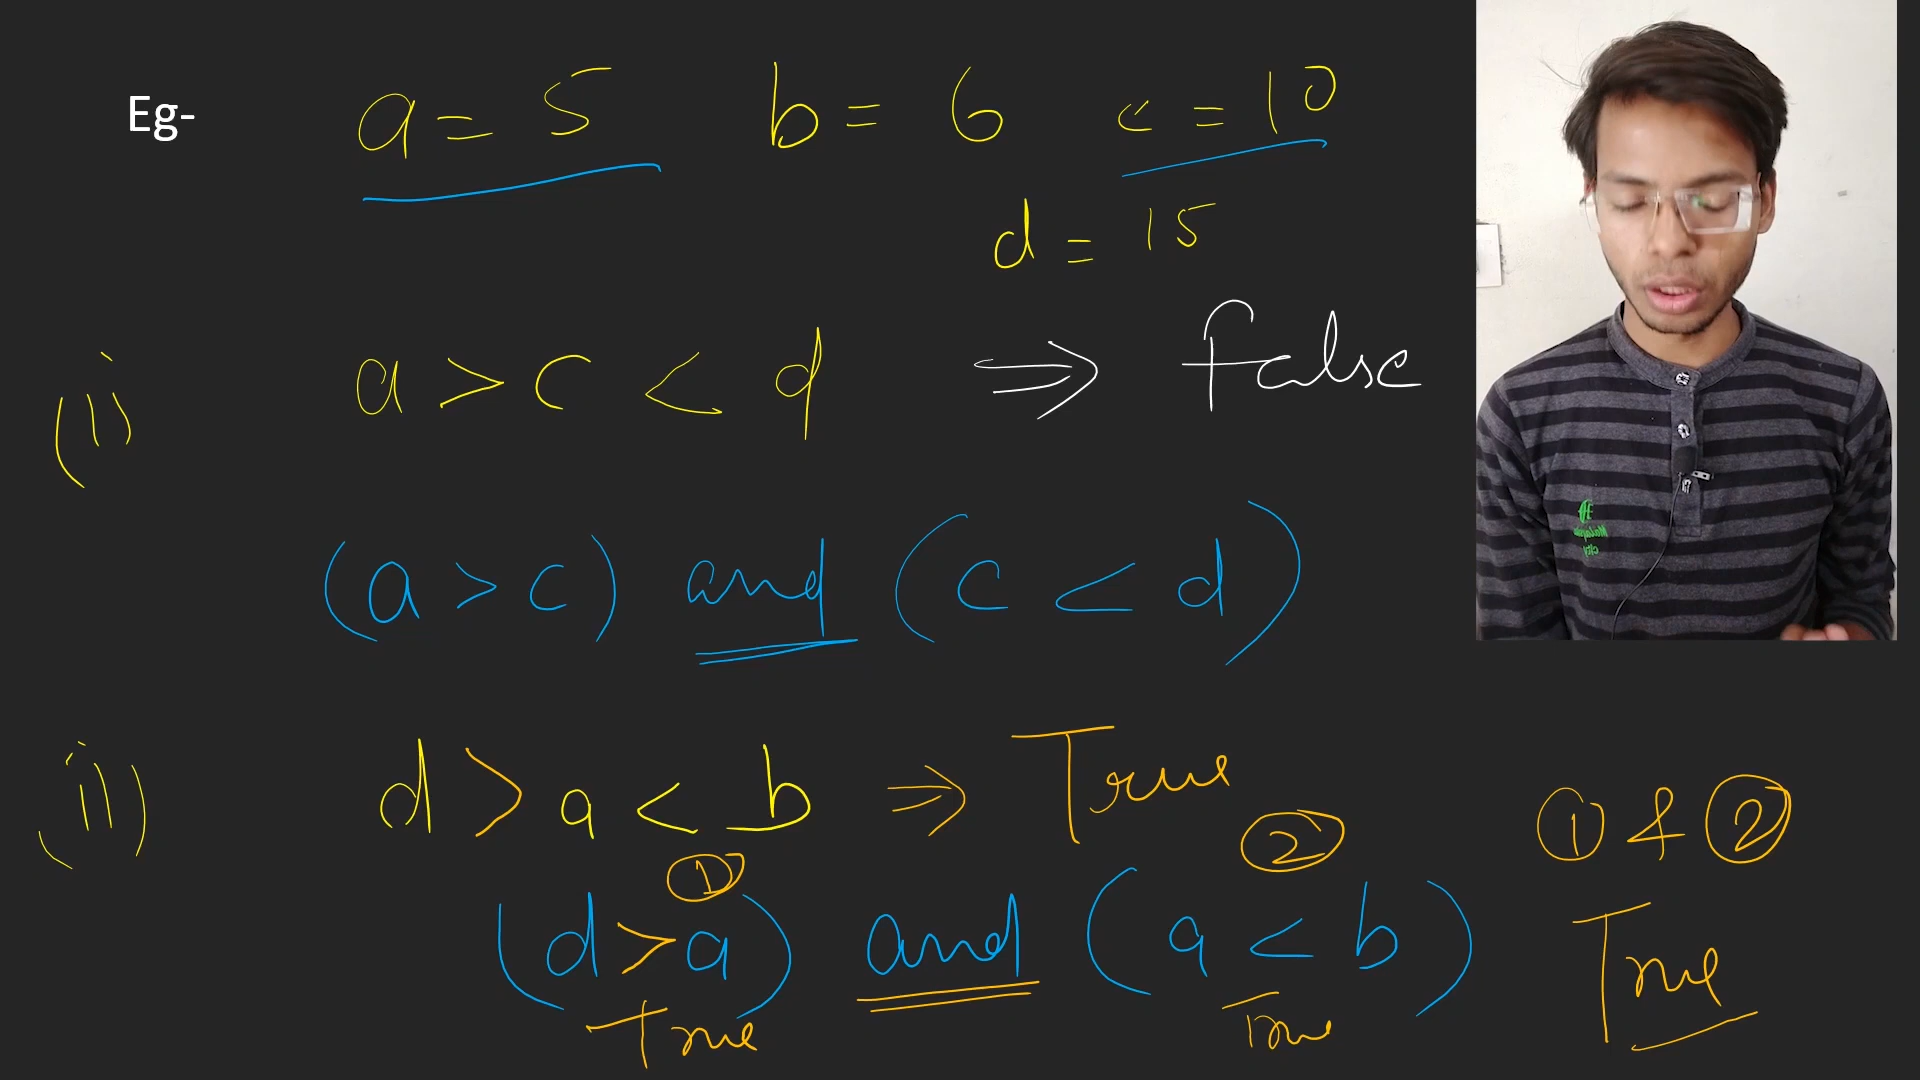 Eg- a = 5 b = 6 c = 10
d = 15
(i) a > c < d ⇒ false
(a > c) and (c < d)
(ii) d > a < b ⇒ True
① ② ① & ②
(d > a) and (a < b) True
True True